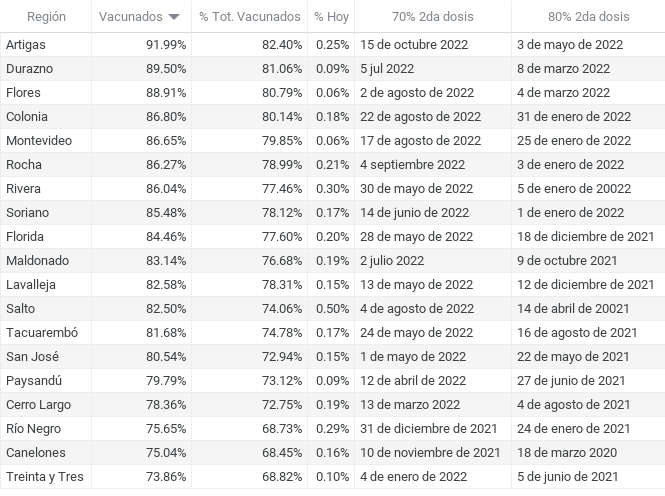 Región Vacunados % Tot. Vacunados % Hoy 70% 2da dosis 80% 2da dosis
Artigas 91.99% 82.40% 0.25% 15 de octubre 2022 3 de mayo de 2022
Durazno 89.50% 81.06% 0.09% 5 jul 2022 8 de marzo 2022
Flores 88.91% 80.79% 0.06% 2 de agosto de 2022 4 de marzo 2022
Colonia 86.80% 80.14% 0.18% 22 de agosto de 2022 31 de enero de 2022
Montevideo 86.65% 79.85% 0.06% 17 de agosto de 2022 25 de enero de 2022
Rocha 86.27% 78.99% 0.21% 4 septiembre 2022 3 de enero de 2022
Rivera 86.04% 77.46% 0.30% 30 de mayo de 2022 5 de enero de 20022
Soriano 85.48% 78.12% 0.17% 14 de junio de 2022 1 de enero de 2022
Florida 84.46% 77.60% 0.20% 28 de mayo de 2022 18 de diciembre de 2021
Maldonado 83.14% 76.68% 0.19% 2 julio 2022 9 de octubre 2021
Lavalleja 82.58% 78.31% 0.15% 13 de mayo de 2022 12 de diciembre de 2021
Salto 82.50% 74.06% 0.50% 4 de agosto de 2022 14 de abril de 20021
Tacuarembó 81.68% 74.78% 0.17% 24 de mayo de 2022 16 de agosto de 2021
San José 80.54% 72.94% 0.15% 1 de mayo de 2022 22 de mayo de 2021
Paysandú 79.79% 73.12% 0.09% 12 de abril de 2022 27 de junio de 2021
Cerro Largo 78.36% 72.75% 0.19% 13 de marzo 2022 4 de agosto de 2021
Río Negro 75.65% 68.73% 0.29% 31 de diciembre de 2021 24 de enero de 2021
Canelones 75.04% 68.45% 0.16% 10 de noviembre de 2021 18 de marzo 2020
Treinta y Tres 73.86% 68.82% 0.10% 4 de enero de 2022 5 de junio de 2021